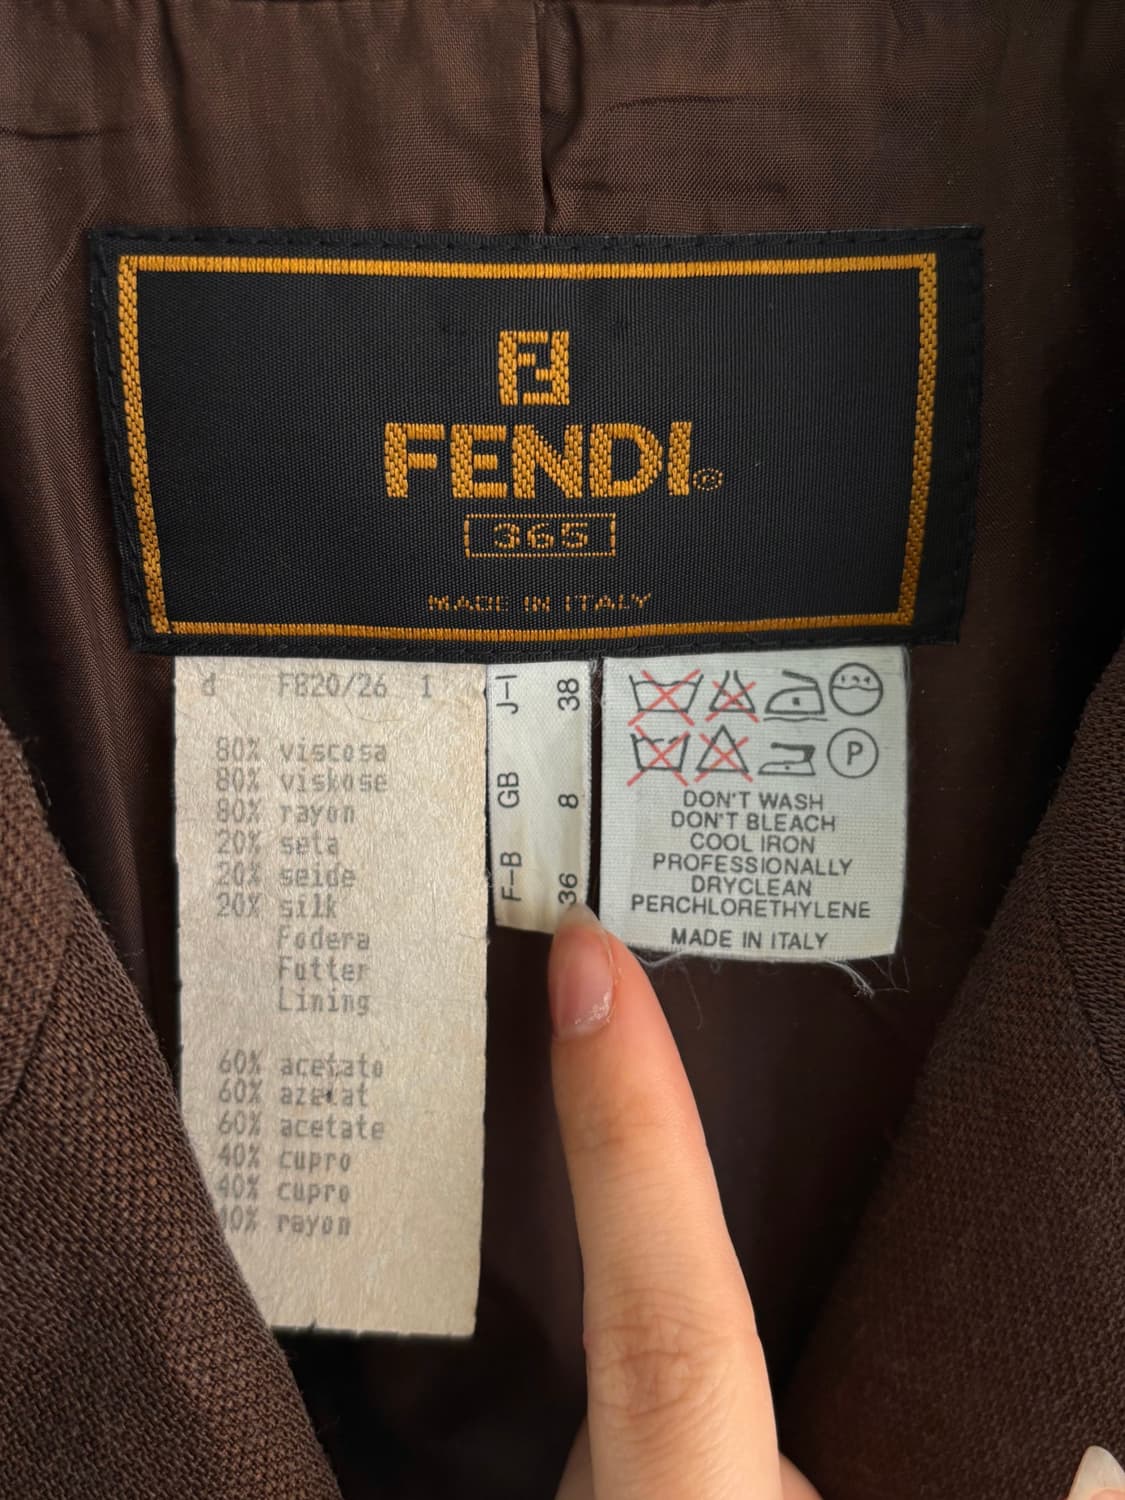 FENDI®
365
MADE IN ITALY
d F820/26 1
80% viscosa
80% viskose
80% rayon
20% seta
20% seide
20% silk
Fodera
Futter
Lining
60% acetato
60% azetat
60% acetate
40% cupro
40% cupro
40% rayon
J-I 38
GB 8
F-B 36
P
DON'T WASH
DON'T BLEACH
COOL IRON
PROFESSIONALLY
DRYCLEAN
PERCHLORETHYLENE
MADE IN ITALY